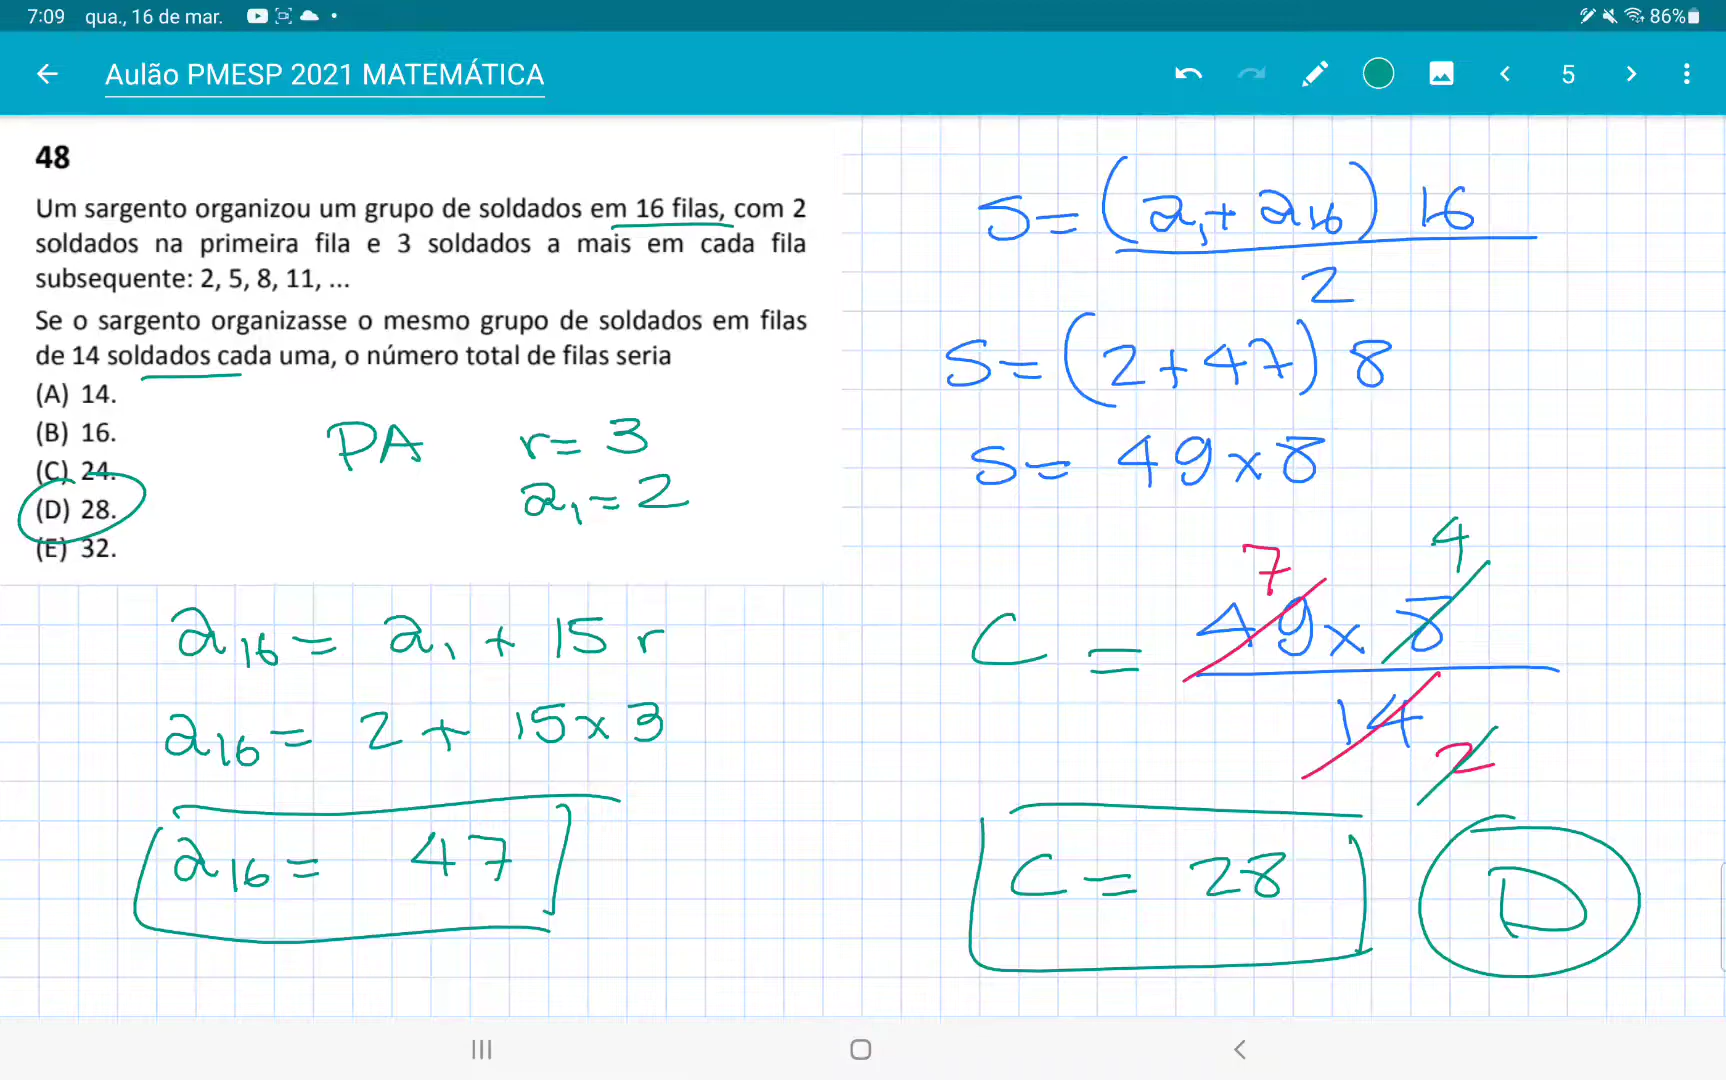 7:09 qua., 16 de mar. 86%
Aulão PMESP 2021 MATEMÁTICA
5
48
Um sargento organizou um grupo de soldados em 16 filas, com 2
soldados na primeira fila e 3 soldados a mais em cada fila
subsequente: 2, 5, 8, 11, ...
Se o sargento organizasse o mesmo grupo de soldados em filas
de 14 soldados cada uma, o número total de filas seria
(A) 14.
(B) 16.
(C) 24.
(D) 28.
(E) 32.
PA r = 3
a₁ = 2
a₁₆ = a₁ + 15 r
a₁₆ = 2 + 15 x 3
a₁₆ = 47
S = (a₁ + a₁₆) 16
2
S = (2 + 47) 8
S = 49 x 8
7 4
C = 49 x 8
14 2
C = 28 D